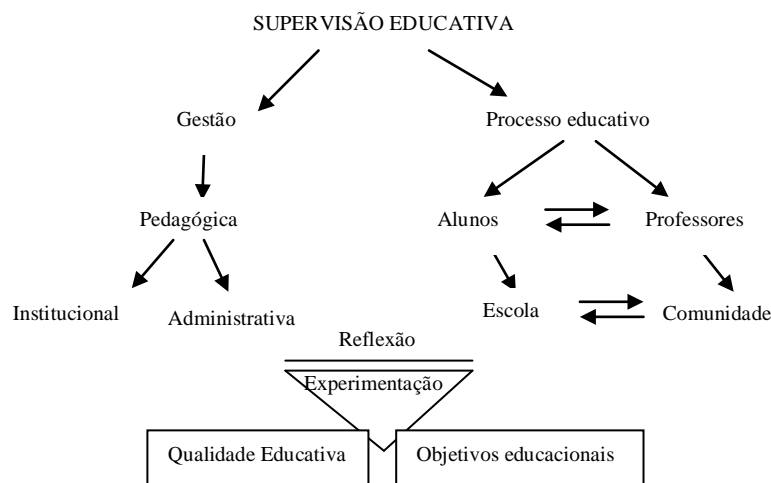 SUPERVISÃO EDUCATIVA
Gestão
Processo educativo
Pedagógica
Alunos
Professores
Institucional
Administrativa
Escola
Comunidade
Reflexão
Experimentação
Qualidade Educativa
Objetivos educacionais